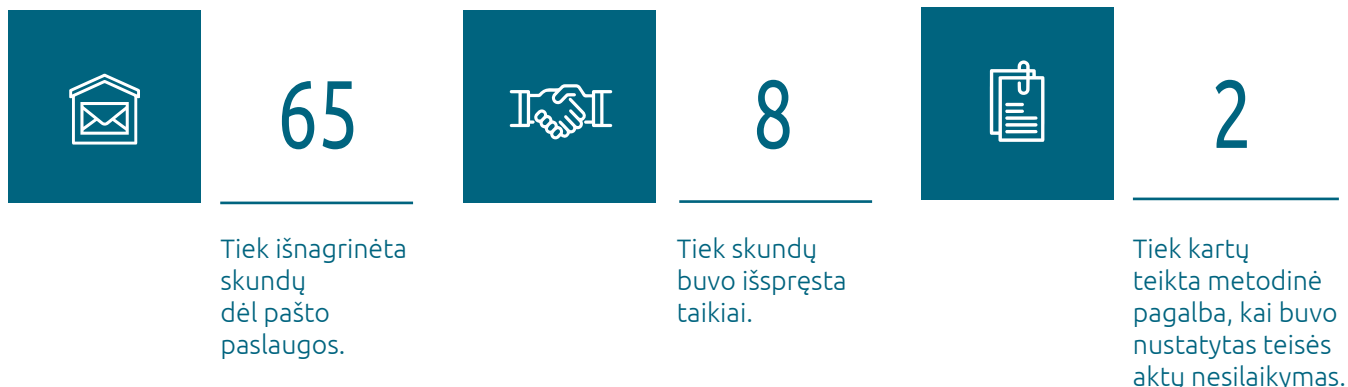 65
Tiek išnagrinėta
skundų
dėl pašto
paslaugos.
8
Tiek skundų
buvo išspręsta
taikiai.
2
Tiek kartų
teikta metodinė
pagalba, kai buvo
nustatytas teisės
aktų nesilaikymas.